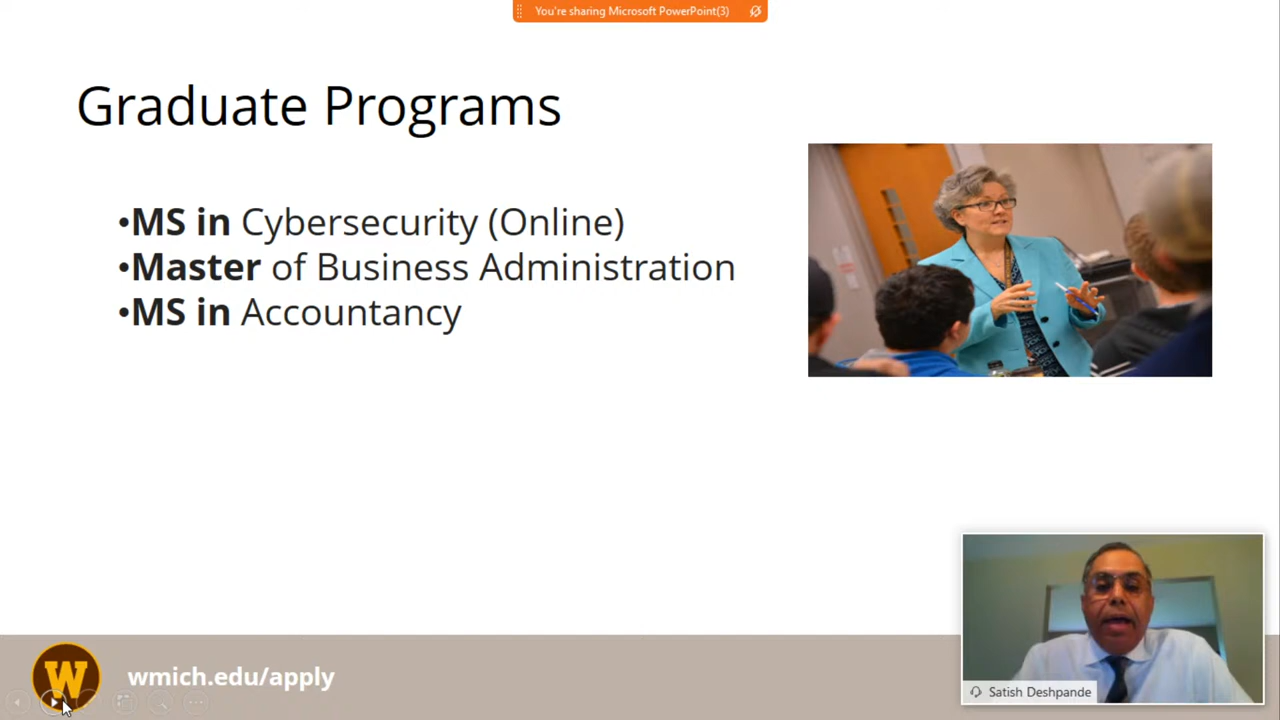 You're sharing Microsoft PowerPoint(3)
Graduate Programs
•MS in Cybersecurity (Online)
•Master of Business Administration
•MS in Accountancy
W
wmich.edu/apply
Satish Deshpande